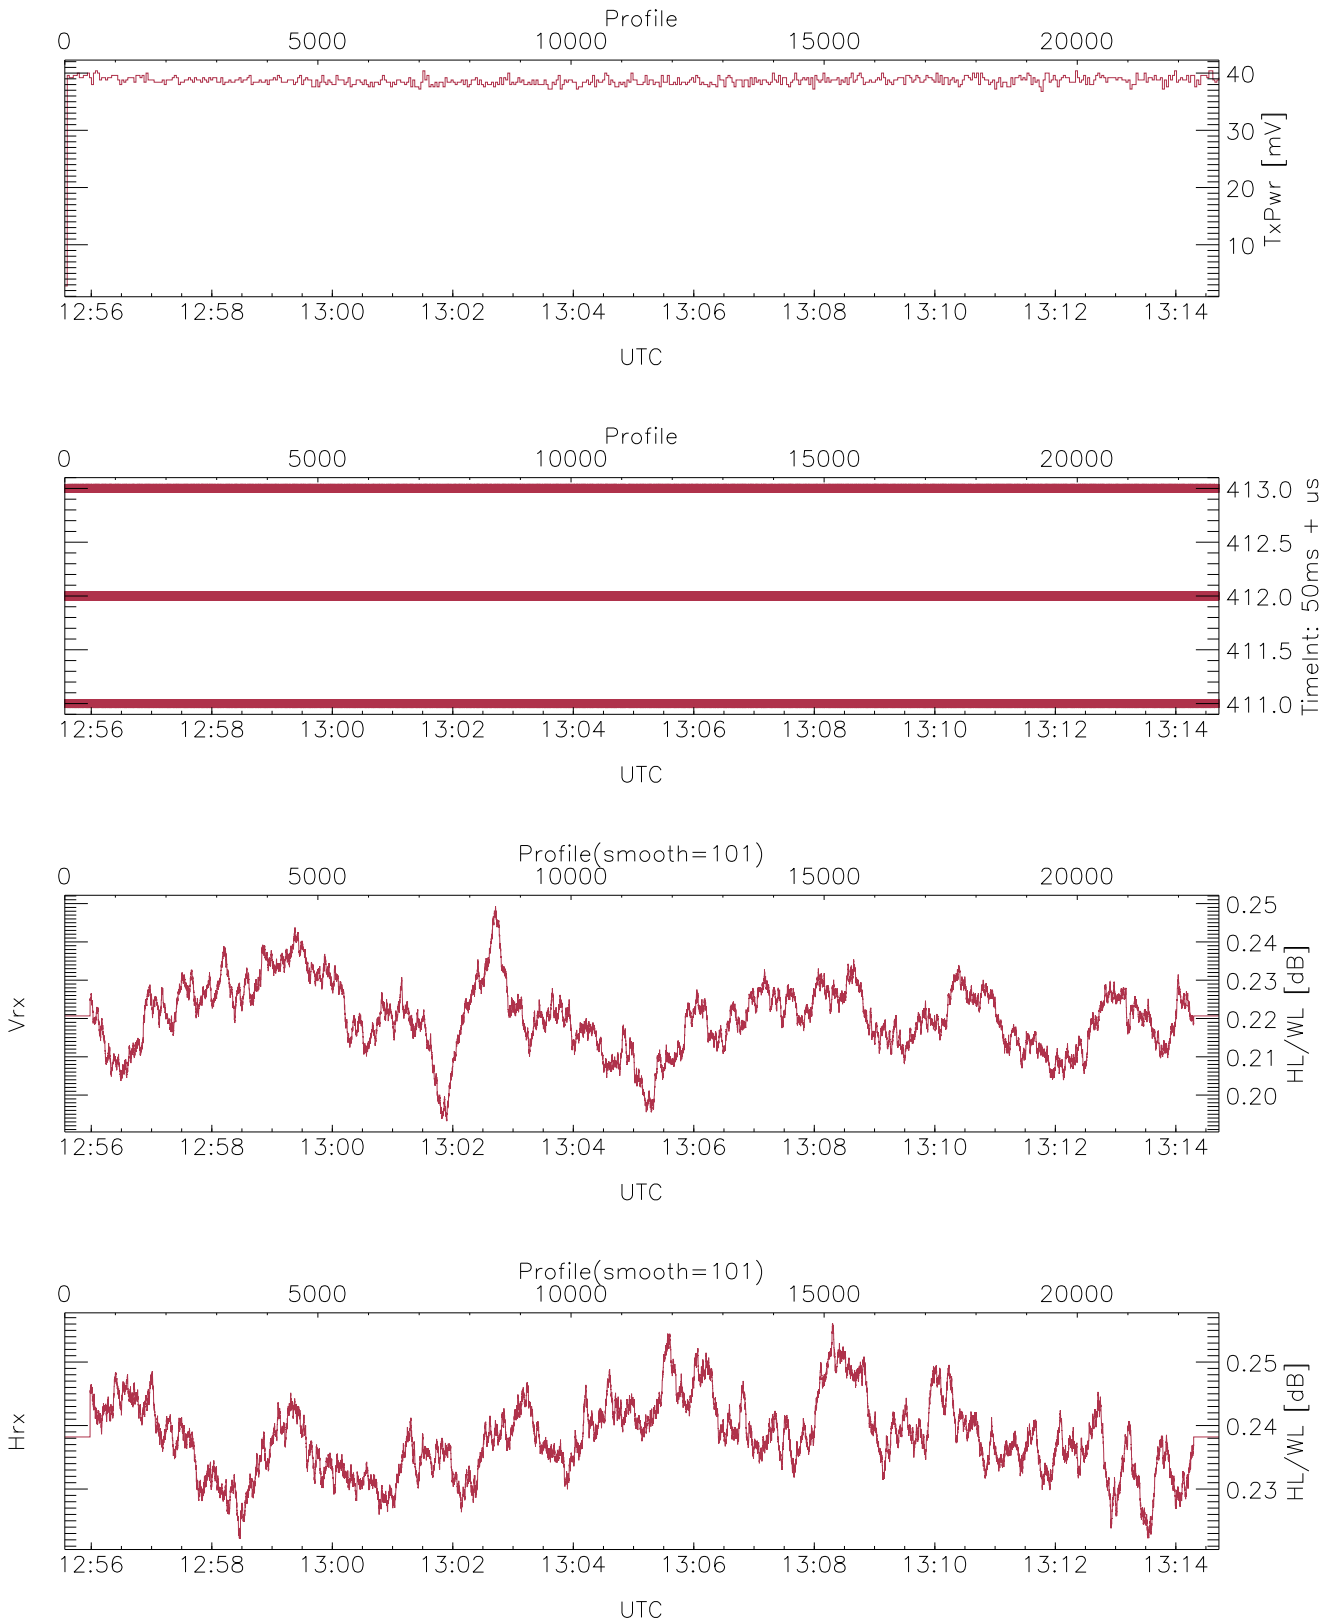 Profile
0 5000 10000 15000 20000
40
30
20
10
TxPwr [mV]
12:56 12:58 13:00 13:02 13:04 13:06 13:08 13:10 13:12 13:14
UTC
Profile
0 5000 10000 15000 20000
413.0
412.5
412.0
411.5
411.0
TimeInt: 50ms + us
12:56 12:58 13:00 13:02 13:04 13:06 13:08 13:10 13:12 13:14
UTC
Profile(smooth=101)
0 5000 10000 15000 20000
Vrx
0.25
0.24
0.23
0.22
0.21
0.20
HL/WL [dB]
12:56 12:58 13:00 13:02 13:04 13:06 13:08 13:10 13:12 13:14
UTC
Profile(smooth=101)
0 5000 10000 15000 20000
Hrx
0.25
0.24
0.23
HL/WL [dB]
12:56 12:58 13:00 13:02 13:04 13:06 13:08 13:10 13:12 13:14
UTC